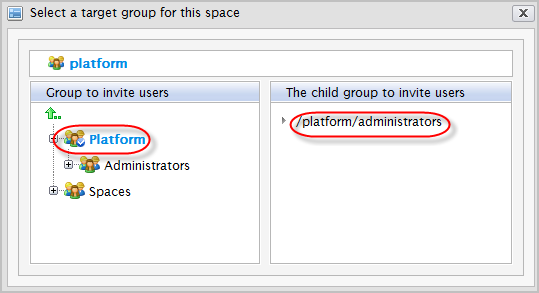 Select a target group for this space
platform
Group to invite users
The child group to invite users
Platform
Administrators
Spaces
/platform/administrators